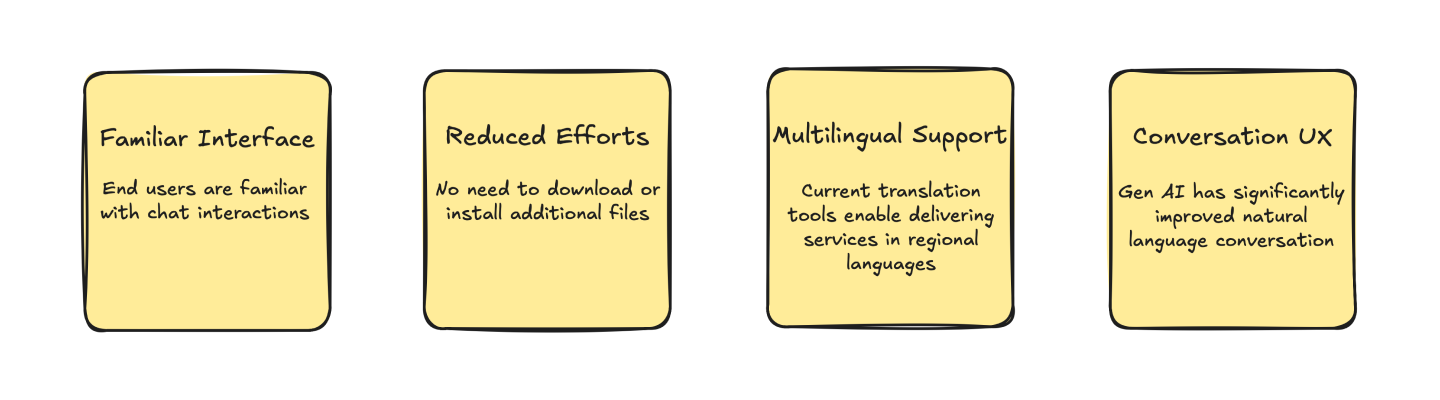 Familiar Interface
End users are familiar
with chat interactions
Reduced Efforts
No need to download or
install additional files
Multilingual Support
Current translation
tools enable delivering
services in regional
languages
Conversation UX
Gen AI has significantly
improved natural
language conversation